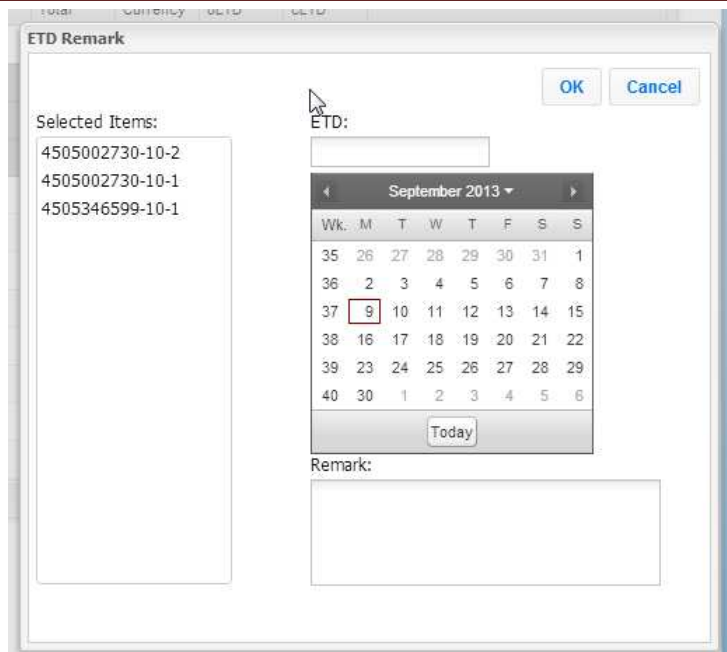 Total Currency oETD cETD
ETD Remark
OK Cancel
Selected Items:
4505002730-10-2
4505002730-10-1
4505346599-10-1
ETD:
September 2013
Wk. M T W T F S S
35 26 27 28 29 30 31 1
36 2 3 4 5 6 7 8
37 9 10 11 12 13 14 15
38 16 17 18 19 20 21 22
39 23 24 25 26 27 28 29
40 30 1 2 3 4 5 6
Today
Remark: